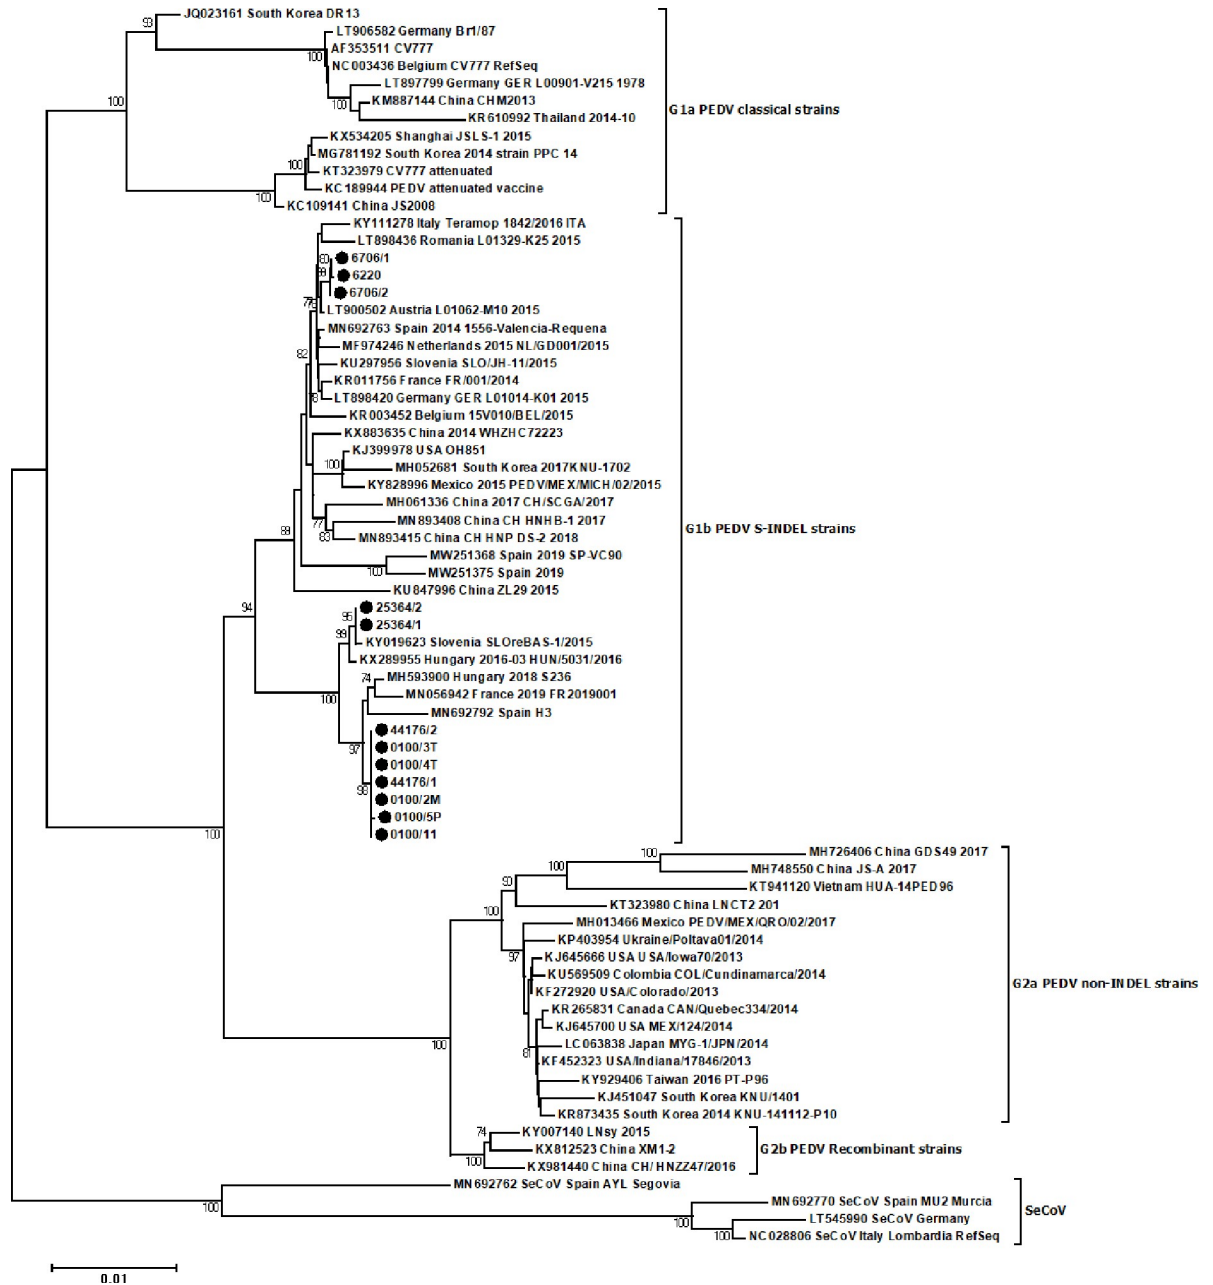 JQ023161 South Korea DR13
93
LT906582 Germany Br1/87
AF353511 CV777
100
NC003436 Belgium CV777 RefSeq
LT897799 Germany GER L00901-V215 1978
100
KM887144 China CHM2013
100
G1a PEDV classical strains
KR610992 Thailand 2014-10
KX534205 Shanghai JSLS-1 2015
MG781192 South Korea 2014 strain PPC 14
100
KT323979 CV777 attenuated
KC189944 PEDV attenuated vaccine
100
KC109141 China JS2008
KY111278 Italy Teramop 1842/2016 ITA
LT898436 Romania L01329-K25 2015
6706/1
6220
6706/2
LT900502 Austria L01062-M10 2015
MN692763 Spain 2014 1556-Valencia-Requena
MF974246 Netherlands 2015 NL/GD001/2015
82
KU297956 Slovenia SLO/JH-11/2015
KR011756 France FR/001/2014
78
LT898420 Germany GER L01014-K01 2015
KR003452 Belgium 15V010/BEL/2015
KX883635 China 2014 WHZHC72223
KJ399978 USA OH851
100
MH052681 South Korea 2017KNU-1702
KY828996 Mexico 2015 PEDV/MEX/MICH/02/2015
MH061336 China 2017 CH/SCGA/2017
77
MN893408 China CH HNHB-1 2017
G1b PEDV S-INDEL strains
89
83
MN893415 China CH HNP DS-2 2018
MW251368 Spain 2019 SP-VC90
100
MW251375 Spain 2019
KU847996 China ZL29 2015
94
25364/2
95
25364/1
99
KY019623 Slovenia SLOreBAS-1/2015
KX289955 Hungary 2016-03 HUN/5031/2016
74
MH593900 Hungary 2018 S236
100
MN056942 France 2019 FR2019001
MN692792 Spain H3
44176/2
97
0100/3T
0100/4T
44176/1
98
0100/2M
0100/5P
100
0100/11
100
MH726406 China GDS49 2017
100
MH748550 China JS-A 2017
90
KT941120 Vietnam HUA-14PED96
100
KT323980 China LNCT2 201
MH013466 Mexico PEDV/MEX/QRO/02/2017
KP403954 Ukraine/Poltava01/2014
97
KJ645666 USA USA/Iowa70/2013
KU569509 Colombia COL/Cundinamarca/2014
G2a PEDV non-INDEL strains
KF272920 USA/Colorado/2013
KR265831 Canada CAN/Quebec334/2014
KJ645700 USA MEX/124/2014
100
LC063838 Japan MYG-1/JPN/2014
81
KF452323 USA/Indiana/17846/2013
KY929406 Taiwan 2016 PT-P96
KJ451047 South Korea KNU/1401
KR873435 South Korea 2014 KNU-141112-P10
74
KY007140 LNsy 2015
KX812523 China XM1-2
G2b PEDV Recombinant strains
100
KX981440 China CH/HNZZ47/2016
MN692762 SeCoV Spain AYL Segovia
100
MN692770 SeCoV Spain MU2 Murcia
SeCoV
100
LT545990 SeCoV Germany
100
NC028806 SeCoV Italy Lombardia RefSeq
0.01